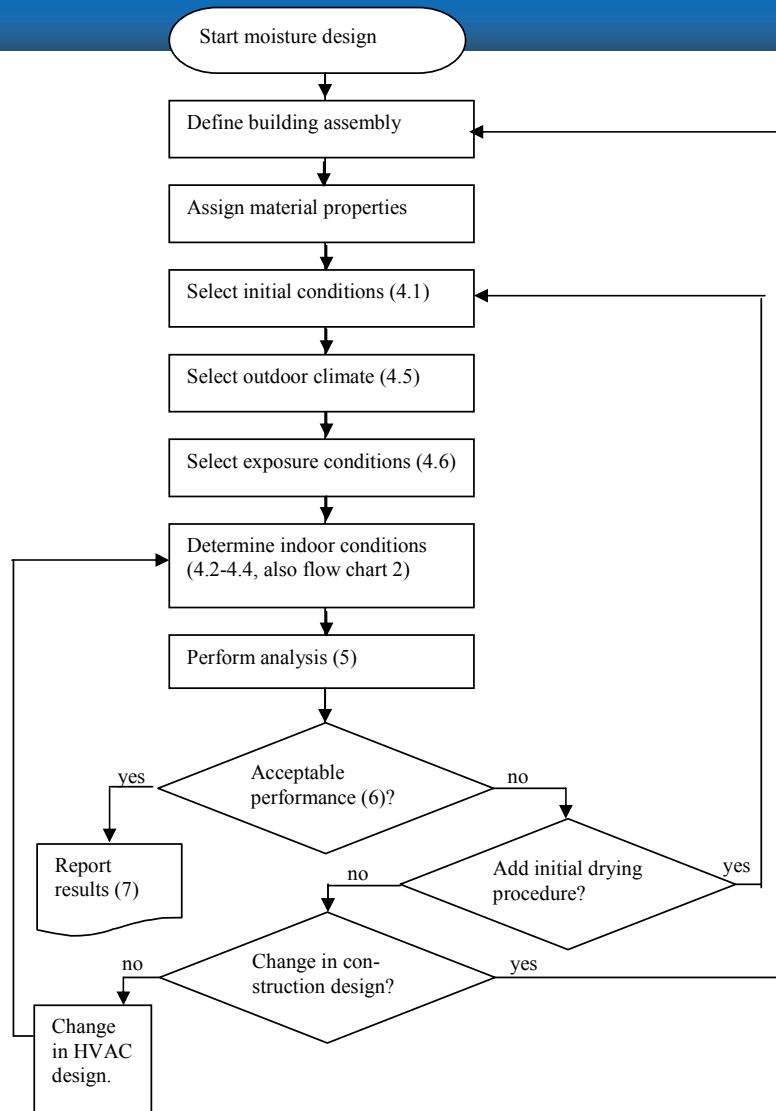 Start moisture design
Define building assembly
Assign material properties
Select initial conditions (4.1)
Select outdoor climate (4.5)
Select exposure conditions (4.6)
Determine indoor conditions
(4.2-4.4, also flow chart 2)
Perform analysis (5)
yes
Acceptable
performance (6)?
no
Report
results (7)
no
Add initial drying
procedure?
yes
no
Change in con-
struction design?
yes
Change
in HVAC
design.